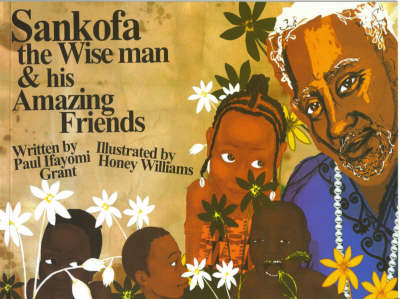 Sankofa
the Wise man
& his
Amazing
Friends
Written by
Paul Ifayomi
Grant
Illustrated by
Honey Williams